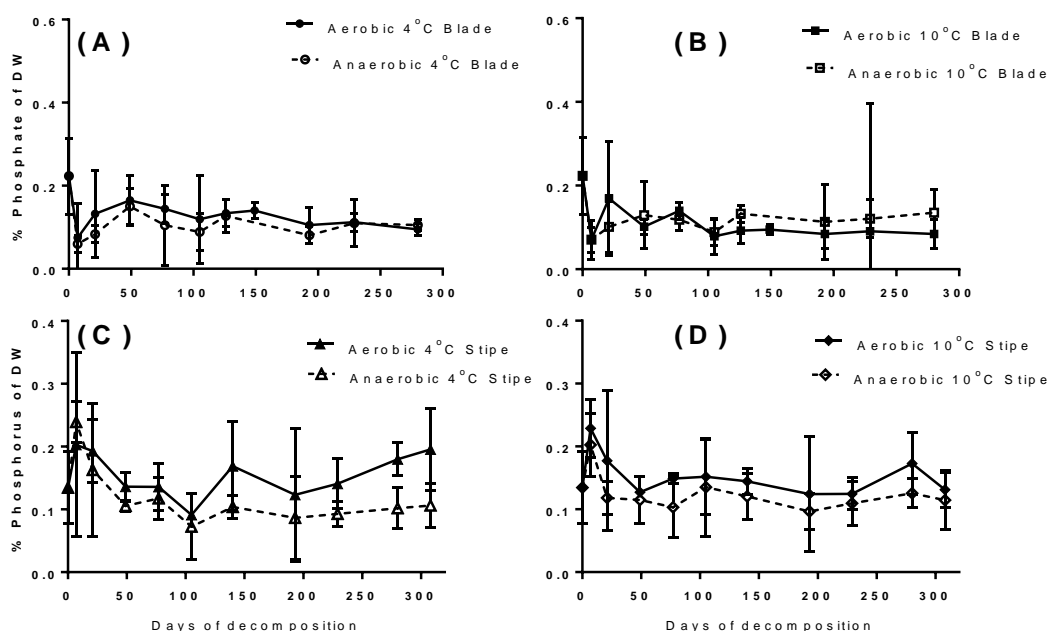 0.6
(A)
Aerobic 4°C Blade
Anaerobic 4°C Blade
0.4
0.2
0.0
0 50 100 150 200 250 300
% Phosphate of DW
0.6
(B)
Aerobic 10°C Blade
Anaerobic 10°C Blade
0.4
0.2
0.0
0 50 100 150 200 250 300
0.4
(C)
Aerobic 4°C Stipe
Anaerobic 4°C Stipe
0.3
0.2
0.1
0.0
0 50 100 150 200 250 300
% Phosphorus of DW
Days of decomposition
0.4
(D)
Aerobic 10°C Stipe
Anaerobic 10°C Stipe
0.3
0.2
0.1
0.0
0 50 100 150 200 250 300
Days of decomposition